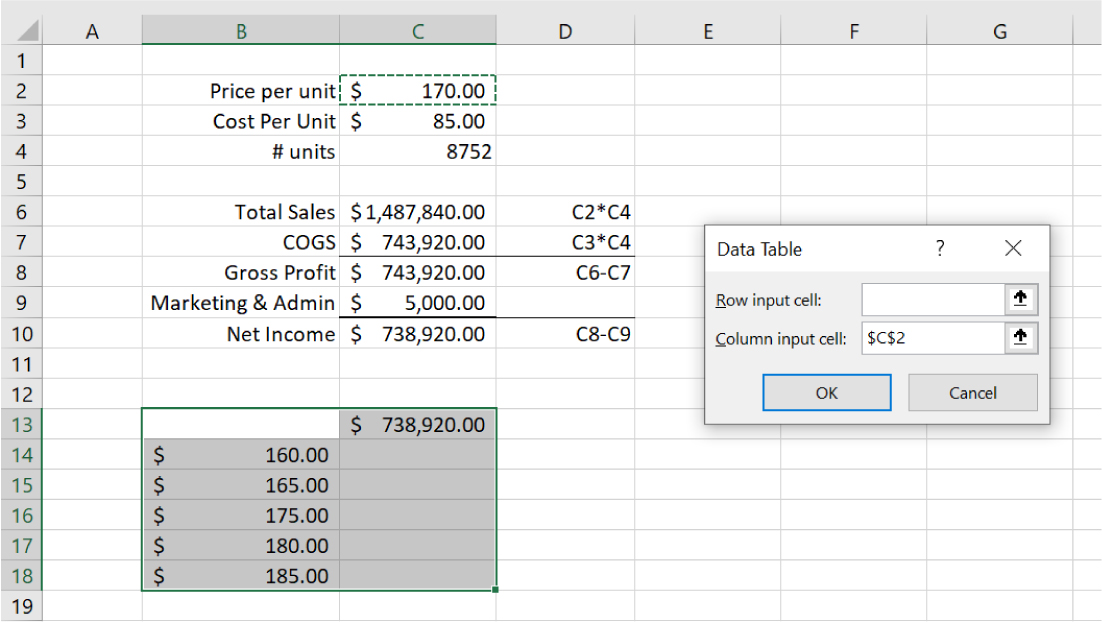 A B C D E F G
1
2 Price per unit $ 170.00
3 Cost Per Unit $ 85.00
4 # units 8752
5
6 Total Sales $ 1,487,840.00 C2*C4
7 COGS $ 743,920.00 C3*C4
8 Gross Profit $ 743,920.00 C6-C7
9 Marketing & Admin $ 5,000.00
10 Net Income $ 738,920.00 C8-C9
11
12
13 $ 738,920.00
14 $ 160.00
15 $ 165.00
16 $ 175.00
17 $ 180.00
18 $ 185.00
19
Data Table ?
Row input cell:
Column input cell: $C$2
OK Cancel